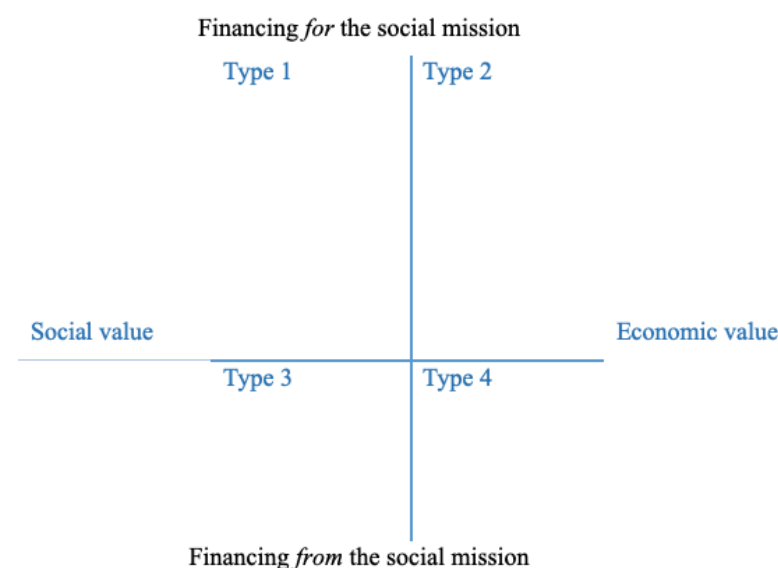 Financing for the social mission
Type 1
Type 2
Social value
Economic value
Type 3
Type 4
Financing from the social mission